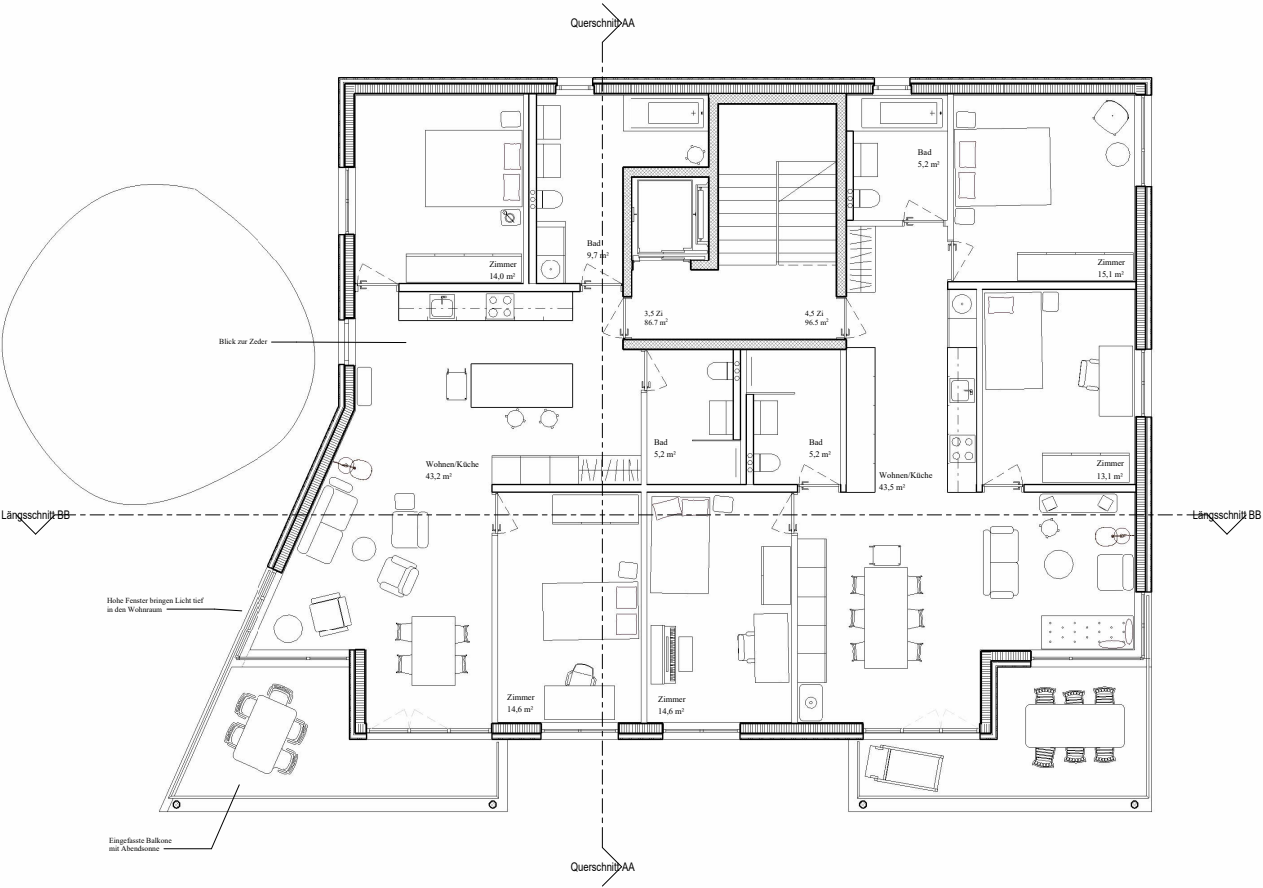 Querschnitt AA
Bad
5,2 m²
Bad
9,7 m²
Zimmer
14,0 m²
Zimmer
15,1 m²
3,5 Zi
86.7 m²
4,5 Zi
96.5 m²
Blick zur Zeder
Wohnen/Küche
43,2 m²
Bad
5,2 m²
Bad
5,2 m²
Wohnen/Küche
43,5 m²
Zimmer
13,1 m²
Längsschnitt BB
Längsschnitt BB
Hohe Fenster bringen Licht tief
in den Wohnraum
Zimmer
14,6 m²
Zimmer
14,6 m²
Eingefasste Balkone
mit Abendsonne
Querschnitt AA